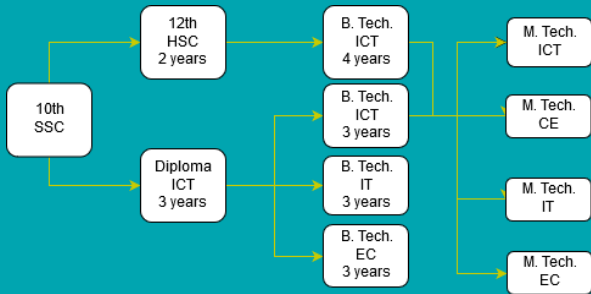 10th
SSC
12th
HSC
2 years
Diploma
ICT
3 years
B. Tech.
ICT
4 years
B. Tech.
ICT
3 years
B. Tech.
IT
3 years
B. Tech.
EC
3 years
M. Tech.
ICT
M. Tech.
CE
M. Tech.
IT
M. Tech.
EC